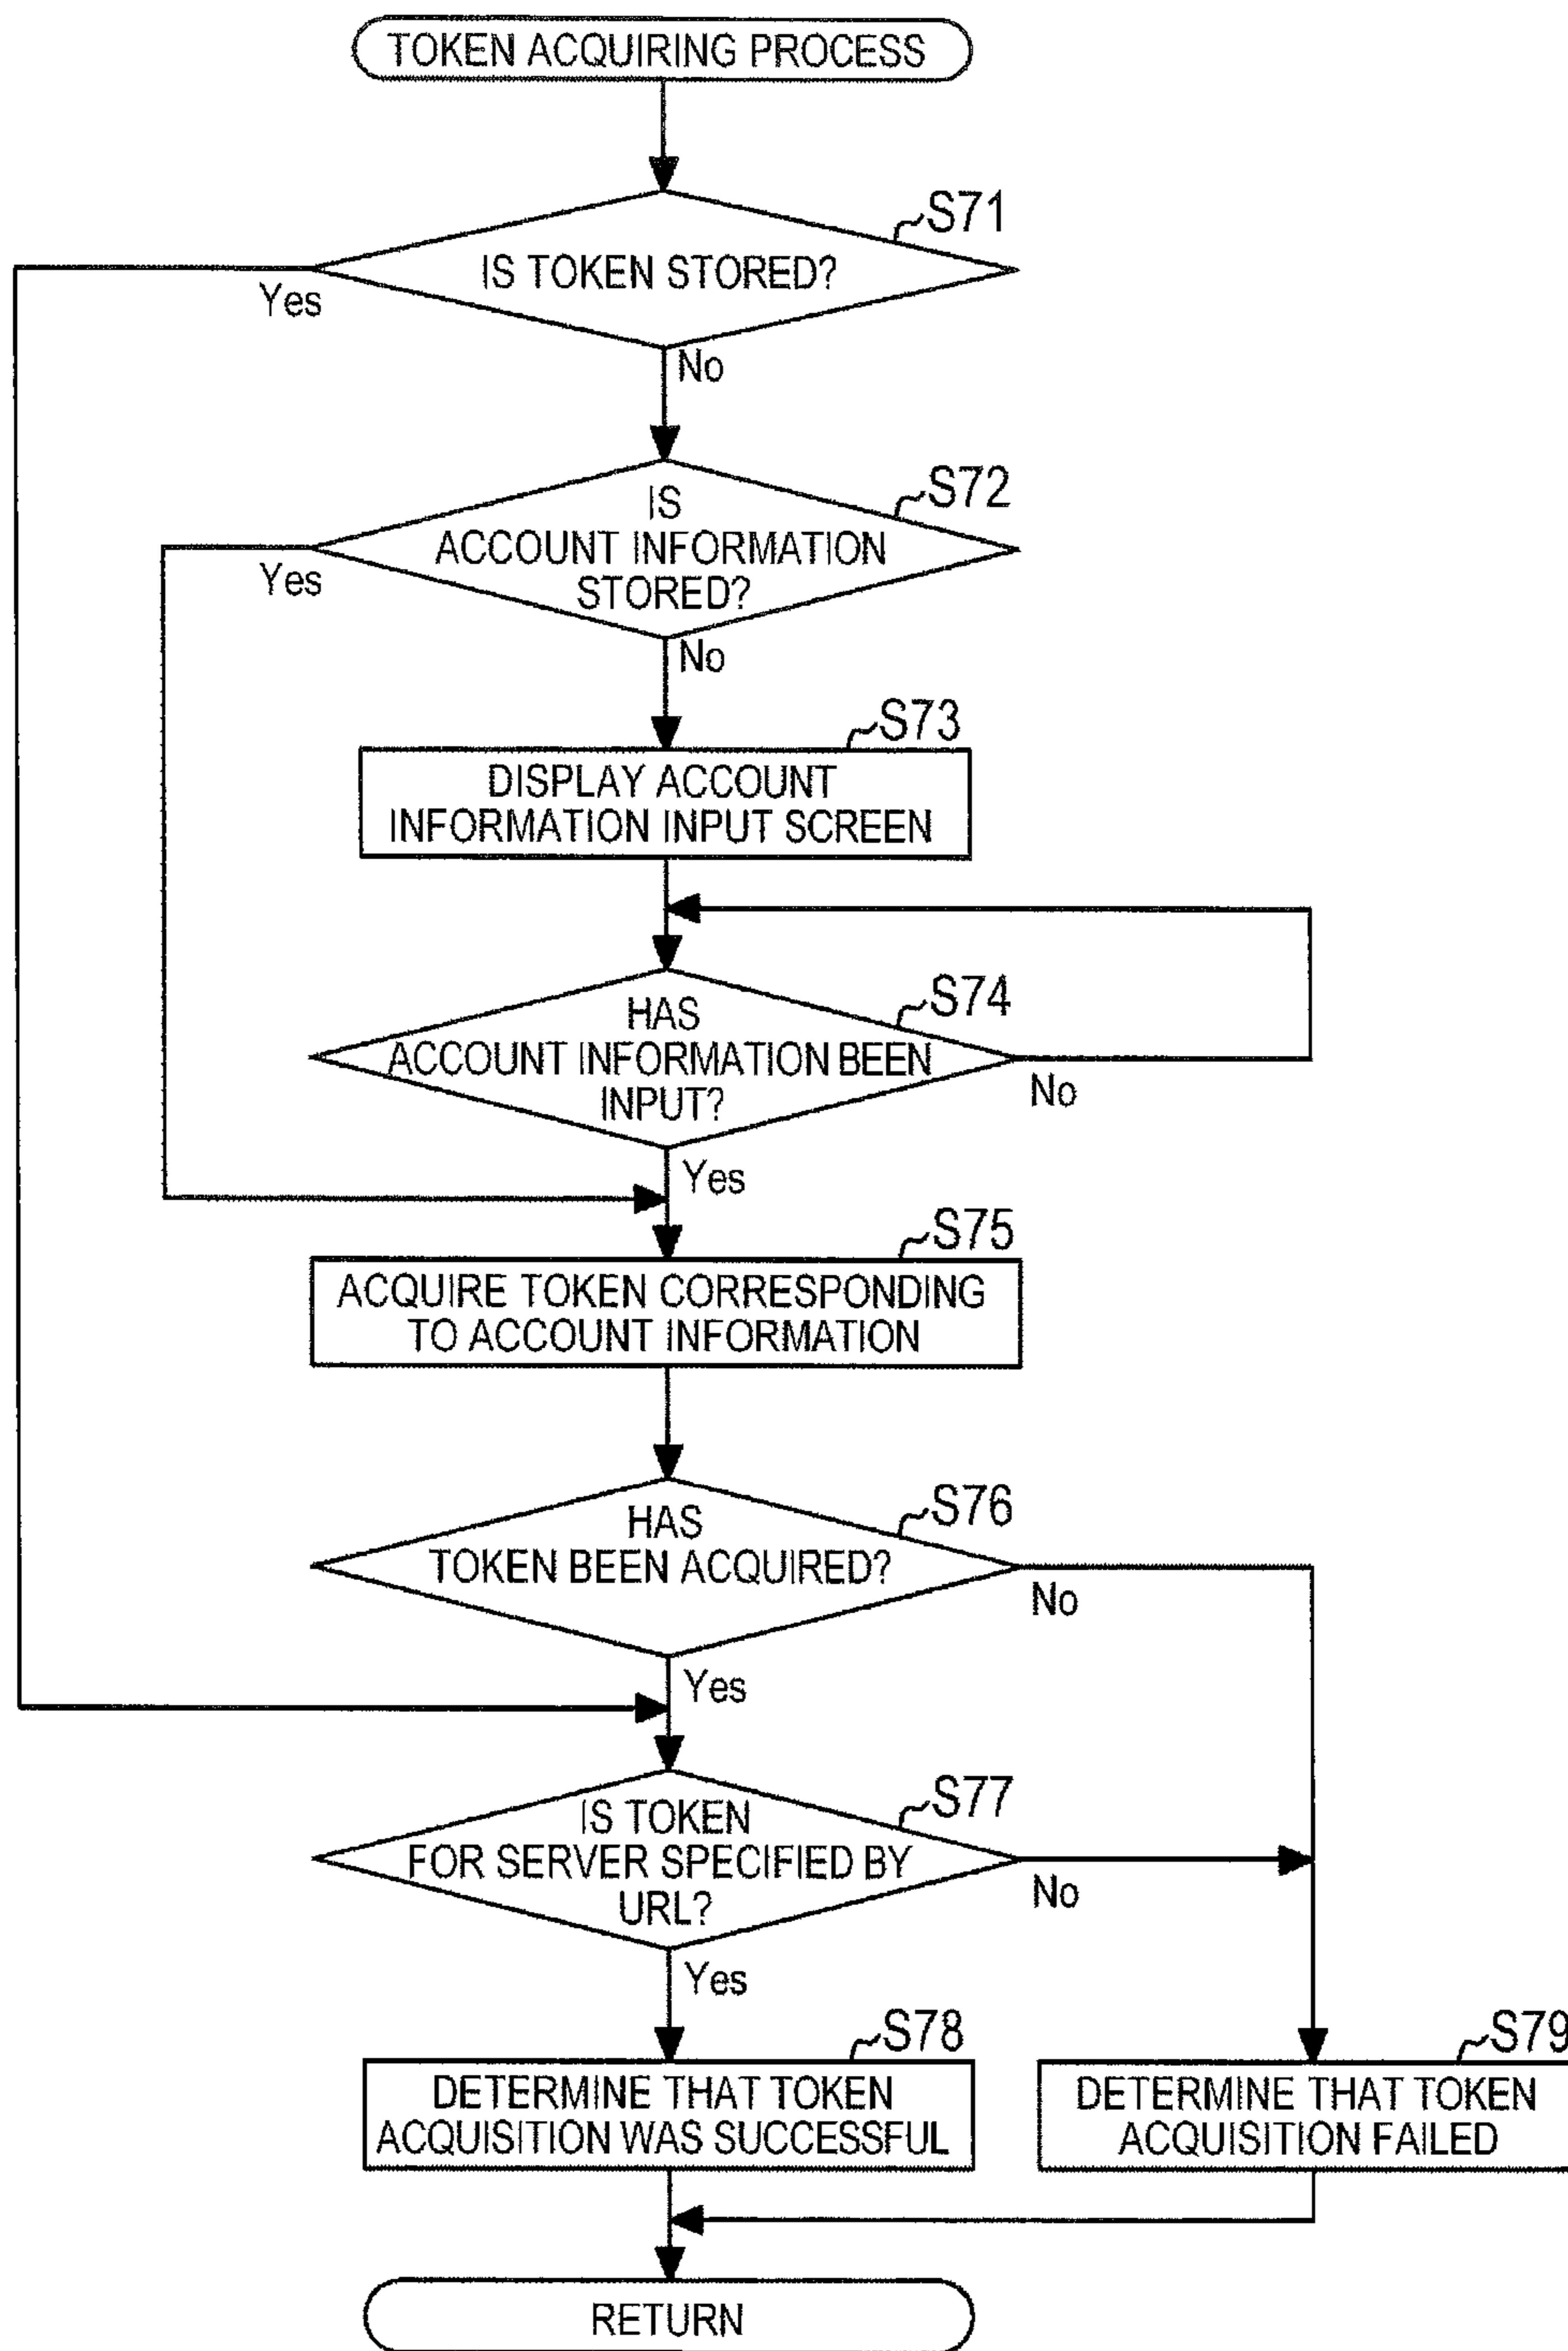 TOKEN ACQUIRING PROCESS
S71
IS TOKEN STORED?
Yes
No
S72
IS
ACCOUNT INFORMATION
STORED?
Yes
No
S73
DISPLAY ACCOUNT
INFORMATION INPUT SCREEN
S74
HAS
ACCOUNT INFORMATION BEEN
INPUT?
No
Yes
S75
ACQUIRE TOKEN CORRESPONDING
TO ACCOUNT INFORMATION
S76
HAS
TOKEN BEEN ACQUIRED?
No
Yes
S77
IS TOKEN
FOR SERVER SPECIFIED BY
URL?
No
Yes
S78
DETERMINE THAT TOKEN
ACQUISITION WAS SUCCESSFUL
S79
DETERMINE THAT TOKEN
ACQUISITION FAILED
RETURN